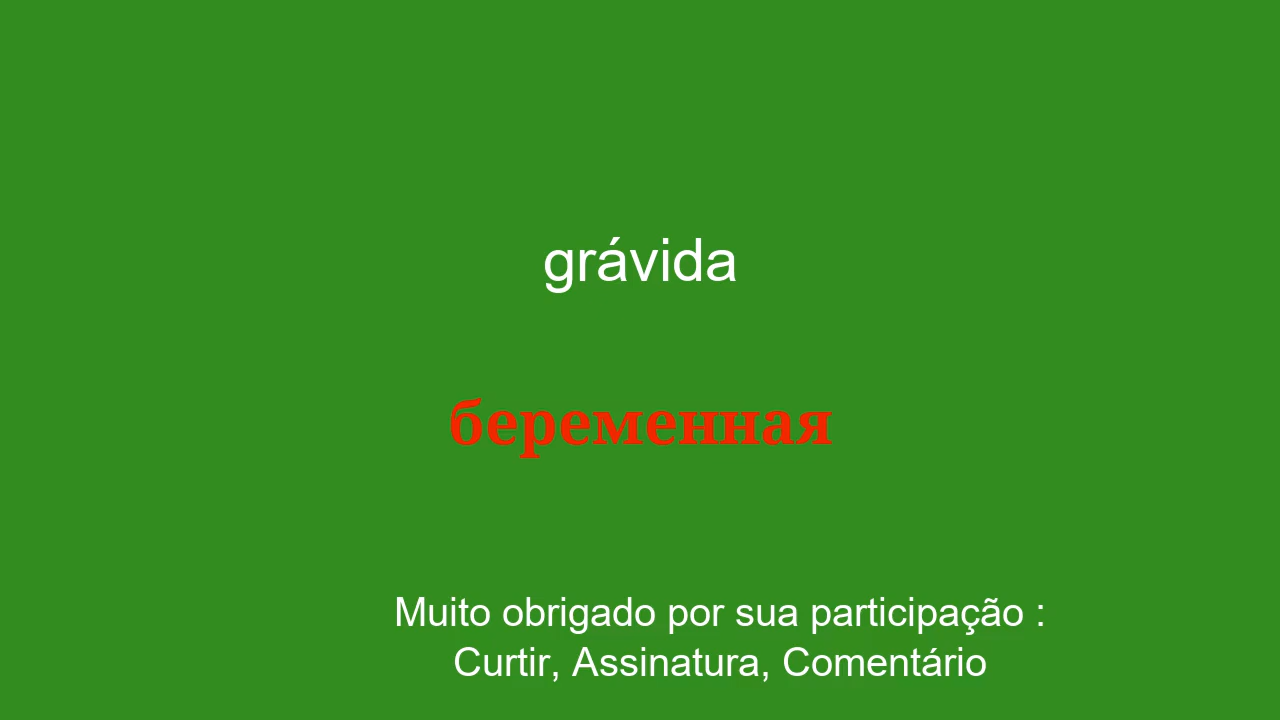 grávida
беременная
Muito obrigado por sua participação :
Curtir, Assinatura, Comentário